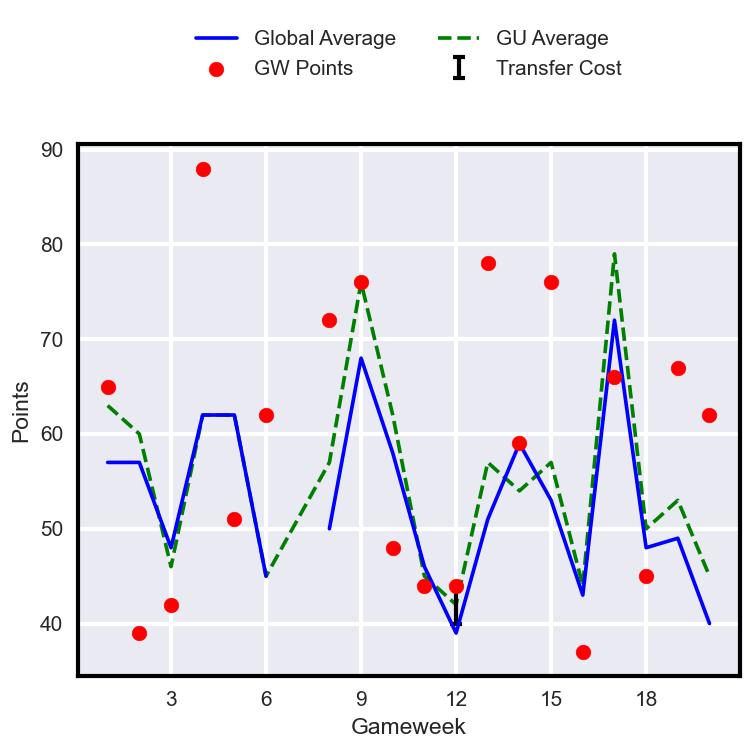 Global Average
GU Average
GW Points
Transfer Cost
90
80
70
60
50
40
Points
3 6 9 12 15 18
Gameweek